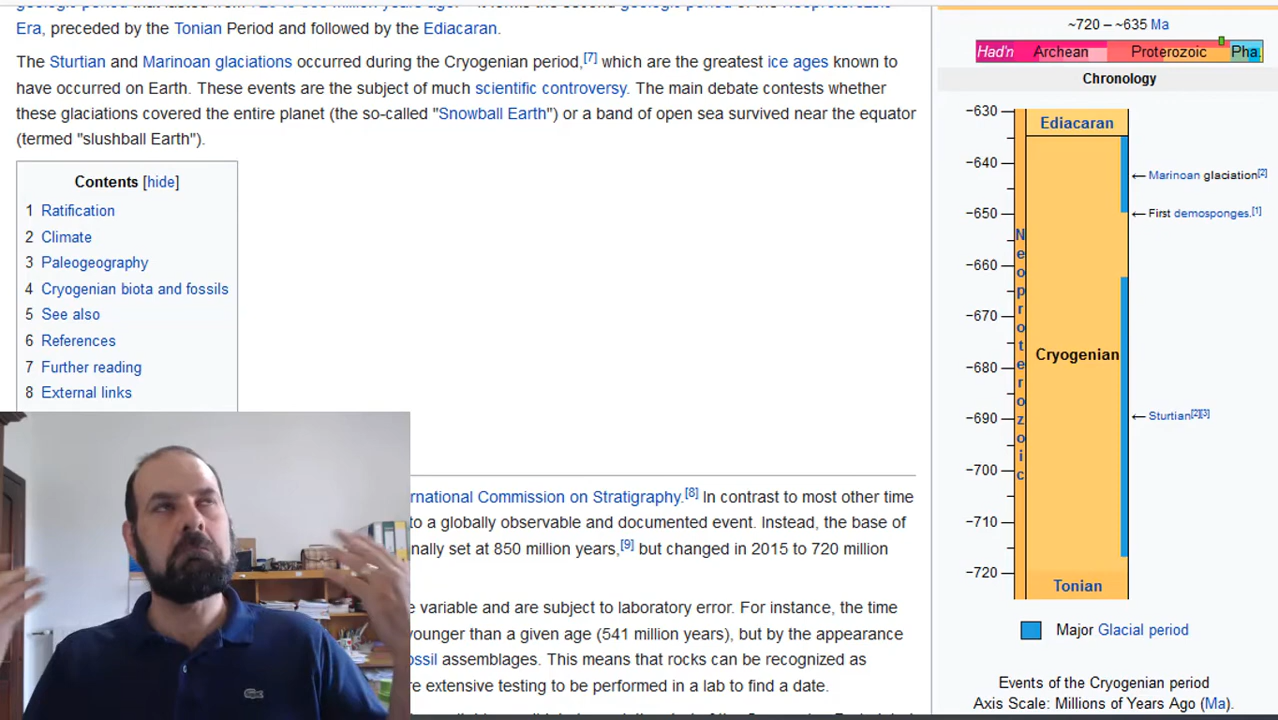 Era, preceded by the Tonian Period and followed by the Ediacaran.
The Sturtian and Marinoan glaciations occurred during the Cryogenian period,[7] which are the greatest ice ages known to
have occurred on Earth. These events are the subject of much scientific controversy. The main debate contests whether
these glaciations covered the entire planet (the so-called "Snowball Earth") or a band of open sea survived near the equator
(termed "slushball Earth").
Contents [hide]
1 Ratification
2 Climate
3 Paleogeography
4 Cryogenian biota and fossils
5 See also
6 References
7 Further reading
8 External links
rnational Commission on Stratigraphy.[8] In contrast to most other time
to a globally observable and documented event. Instead, the base of
nally set at 850 million years,[9] but changed in 2015 to 720 million
e variable and are subject to laboratory error. For instance, the time
younger than a given age (541 million years), but by the appearance
ossil assemblages. This means that rocks can be recognized as
re extensive testing to be performed in a lab to find a date.
~720 – ~635 Ma
Had'n Archean Proterozoic Pha.
Chronology
−630
Ediacaran
−640
Marinoan glaciation[2]
−650
First demosponges.[1]
−660
−670
−680
−690
−700
−710
−720
Neoproterozoic
Cryogenian
Sturtian[2][3]
Tonian
Major Glacial period
Events of the Cryogenian period
Axis Scale: Millions of Years Ago (Ma).